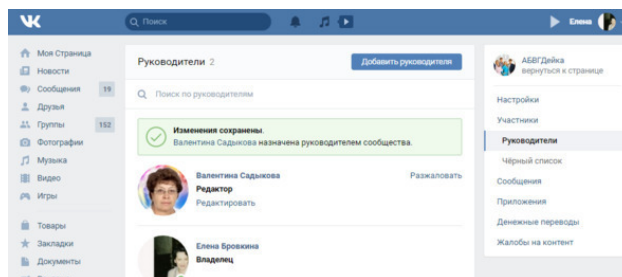 Поиск
Елена
Моя Страница
Новости
Сообщения 19
Друзья
Группы 152
Фотографии
Музыка
Видео
Игры
Товары
Закладки
Документы
Руководители 2
Добавить руководителя
Поиск по руководителям
Изменения сохранены.
Валентина Садыкова назначена руководителем сообщества.
Валентина Садыкова Разжаловать
Редактор
Редактировать
Елена Бровкина
Владелец
АБВГДейка
вернуться к странице
Настройки
Участники
Руководители
Чёрный список
Сообщения
Приложения
Денежные переводы
Жалобы на контент